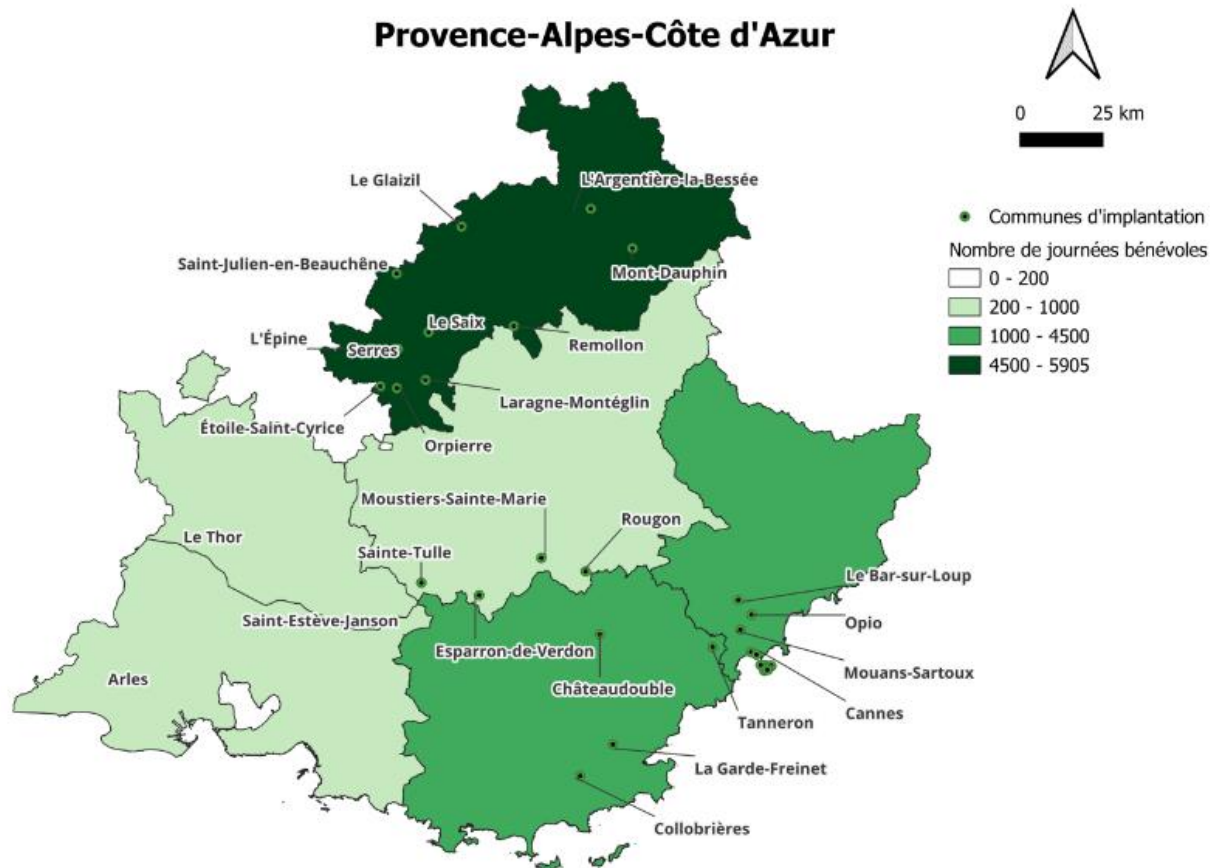 Provence-Alpes-Côte d'Azur
0 25 km
Communes d'implantation
Nombre de journées bénévoles
0 - 200
200 - 1000
1000 - 4500
4500 - 5905
Le Glaizil
L'Argentière-la-Bessée
Saint-Julien-en-Beauchêne
Mont-Dauphin
L'Épine
Le Saix
Serres
Remollon
Laragne-Montéglin
Étoile-Saint-Cyrice
Orpierre
Moustiers-Sainte-Marie
Rougon
Le Thor
Sainte-Tulle
Le Bar-sur-Loup
Saint-Estève-Janson
Opio
Esparron-de-Verdon
Mouans-Sartoux
Arles
Châteaudouble
Cannes
Tanneron
La Garde-Freinet
Collobrières